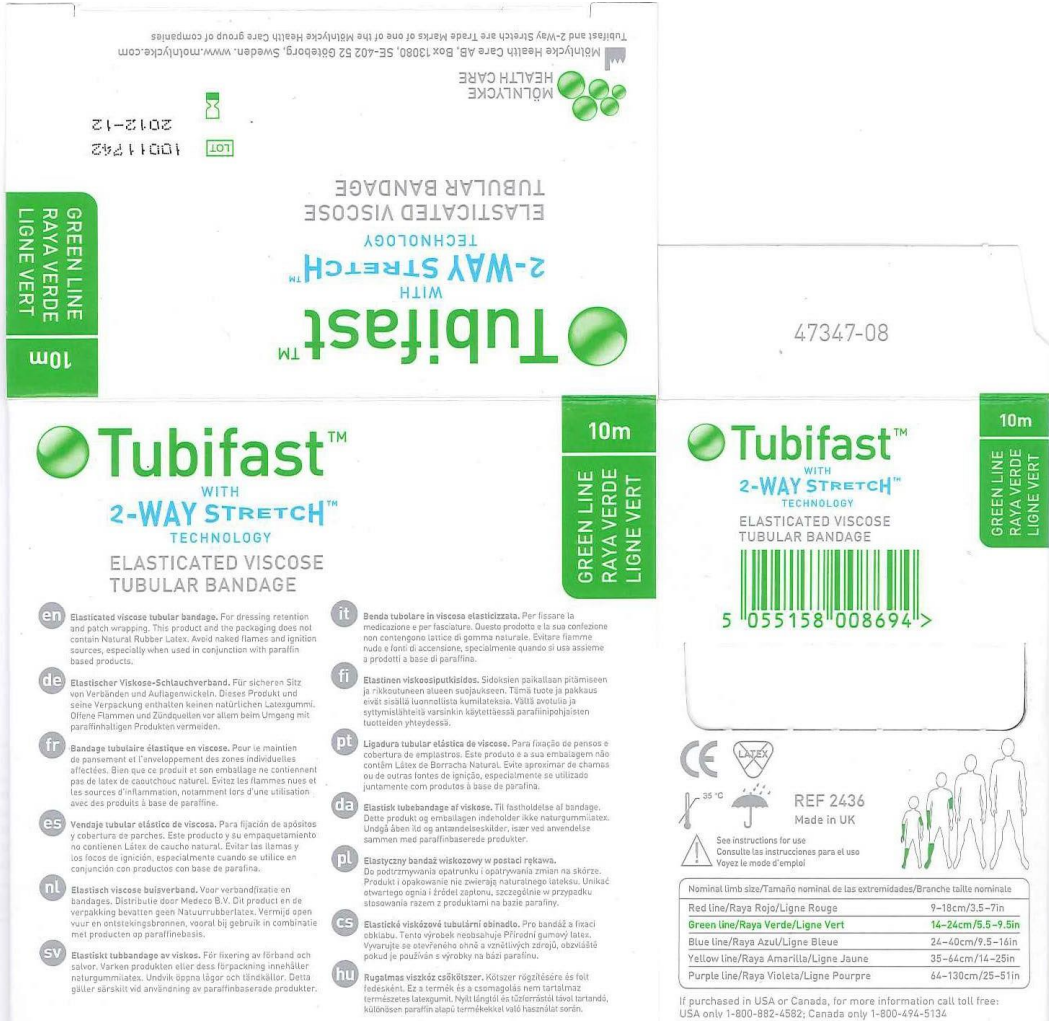 Tubifast and 2-Way Stretch are Trade Marks of one of the Mölnlycke Health Care group of companies
Mölnlycke Health Care AB, Box 13080, SE-402 52 Göteborg, Sweden. www.molnlycke.com
MÖLNLYCKE
HEALTH CARE
2012-12
LOT 10011742
Tubifast™
WITH
2-WAY STRETCH™
TECHNOLOGY
ELASTICATED VISCOSE
TUBULAR BANDAGE
10m
GREEN LINE
RAYA VERDE
LIGNE VERT
47347-08
Tubifast™
WITH
2-WAY STRETCH™
TECHNOLOGY
ELASTICATED VISCOSE
TUBULAR BANDAGE
10m
GREEN LINE
RAYA VERDE
LIGNE VERT
en Elasticated viscose tubular bandage. For dressing retention
and patch wrapping. This product and the packaging does not
contain Natural Rubber Latex. Avoid naked flames and ignition
sources, especially when used in conjunction with paraffin
based products.
de Elastischer Viskose-Schlauchverband. Für sicheren Sitz
von Verbänden und Auflagenwickeln. Dieses Produkt und
seine Verpackung enthalten keinen natürlichen Latexgummi.
Offene Flammen und Zündquellen vor allem beim Umgang mit
paraffinhaltigen Produkten vermeiden.
fr Bandage tubulaire élastique en viscose. Pour le maintien
de pansement et l'enveloppement des zones individuelles
affectées. Bien que ce produit et son emballage ne contiennent
pas de latex de caoutchouc naturel. Evitez les flammes nues et
les sources d'inflammation, notamment lors d'une utilisation
avec des produits à base de paraffine.
es Vendaje tubular elástico de viscosa. Para fijación de apósitos
y cobertura de parches. Este producto y su empaquetamiento
no contienen Látex de caucho natural. Evitar las llamas y
los focos de ignición, especialmente cuando se utilice en
conjunción con productos con base de parafina.
nl Elastisch viscose buisverband. Voor verbandfixatie en
bandages. Distributie door Medeco B.V. Dit product en de
verpakking bevatten geen Natuurrubberlatex. Vermijd open
vuur en ontstekingsbronnen, vooral bij gebruik in combinatie
met producten op paraffinebasis.
sv Elastiskt tubbandage av viskos. För fixering av förband och
salvor. Varken produkten eller dess förpackning innehåller
naturgummilatex. Undvik öppna lågor och tändkällor. Detta
gäller särskilt vid användning av paraffinbaserade produkter.
it Benda tubolare in viscosa elasticizzata. Per fissare la
medicazione e per fasciature. Questo prodotto e la sua confezione
non contengono lattice di gomma naturale. Evitare fiamme
nude e fonti di accensione, specialmente quando si usa assieme
a prodotti a base di paraffina.
fi Elastinen viskoosiputkisidos. Sidoksien paikallaan pitämiseen
ja rikkoutuneen alueen suojaukseen. Tämä tuote ja pakkaus
eivät sisällä luonnollista kumilateksia. Vältä avotulia ja
syttymislähteitä varsinkin käytettäessä parafiinipohjaisten
tuotteiden yhteydessä.
pt Ligadura tubular elástica de viscose. Para fixação de pensos e
cobertura de emplastros. Este produto e a sua embalagem não
contêm Látex de Borracha Natural. Evite aproximar de chamas
ou de outras fontes de ignição, especialmente se utilizado
juntamente com produtos à base de parafina.
da Elastisk tubebandage af viskose. Til fastholdelse af bandage.
Dette produkt og emballagen indeholder ikke naturgummilatex.
Undgå åben ild og antændelseskilder, især ved anvendelse
sammen med paraffinbaserede produkter.
pl Elastyczny bandaż wiskozowy w postaci rękawa.
Do podtrzymywania opatrunku i opatrywania zmian na skórze.
Produkt i opakowanie nie zwierają naturalnego lateksu. Unikać
otwartego ognia i źródeł zapłonu, szczególnie w przypadku
stosowania razem z produktami na bazie parafiny.
cs Elastické viskózové tubulární obinadlo. Pro bandáž a fixaci
obkladu. Tento výrobek neobsahuje Přírodní gumový latex.
Vyvarujte se otevřeného ohně a vznětlivých zdrojů, obzvláště
pokud je používán s výrobky na bázi parafínu.
hu Rugalmas viszkóz csőkötszer. Kötszer rögzítésére és folt
fedésként. Ez a termék és a csomagolás nem tartalmaz
természetes latexgumit. Nyílt lángtól és tűzforrástól távol tartandó,
különösen paraffin alapú termékekkel való használat során.
Tubifast™
WITH
2-WAY STRETCH™
TECHNOLOGY
ELASTICATED VISCOSE
TUBULAR BANDAGE
10m
GREEN LINE
RAYA VERDE
LIGNE VERT
5 055158 008694 >
CE LATEX
35 °C
REF 2436
Made in UK
See instructions for use
Consulte las instrucciones para el uso
Voyez le mode d'emploi
Nominal limb size/Tamaño nominal de las extremidades/Branche taille nominale
Red line/Raya Rojo/Ligne Rouge 9-18cm/3.5-7in
Green line/Raya Verde/Ligne Vert 14-24cm/5.5-9.5in
Blue line/Raya Azul/Ligne Bleue 24-40cm/9.5-16in
Yellow line/Raya Amarilla/Ligne Jaune 35-64cm/14-25in
Purple line/Raya Violeta/Ligne Pourpre 64-130cm/25-51in
If purchased in USA or Canada, for more information call toll free:
USA only 1-800-882-4582; Canada only 1-800-494-5134